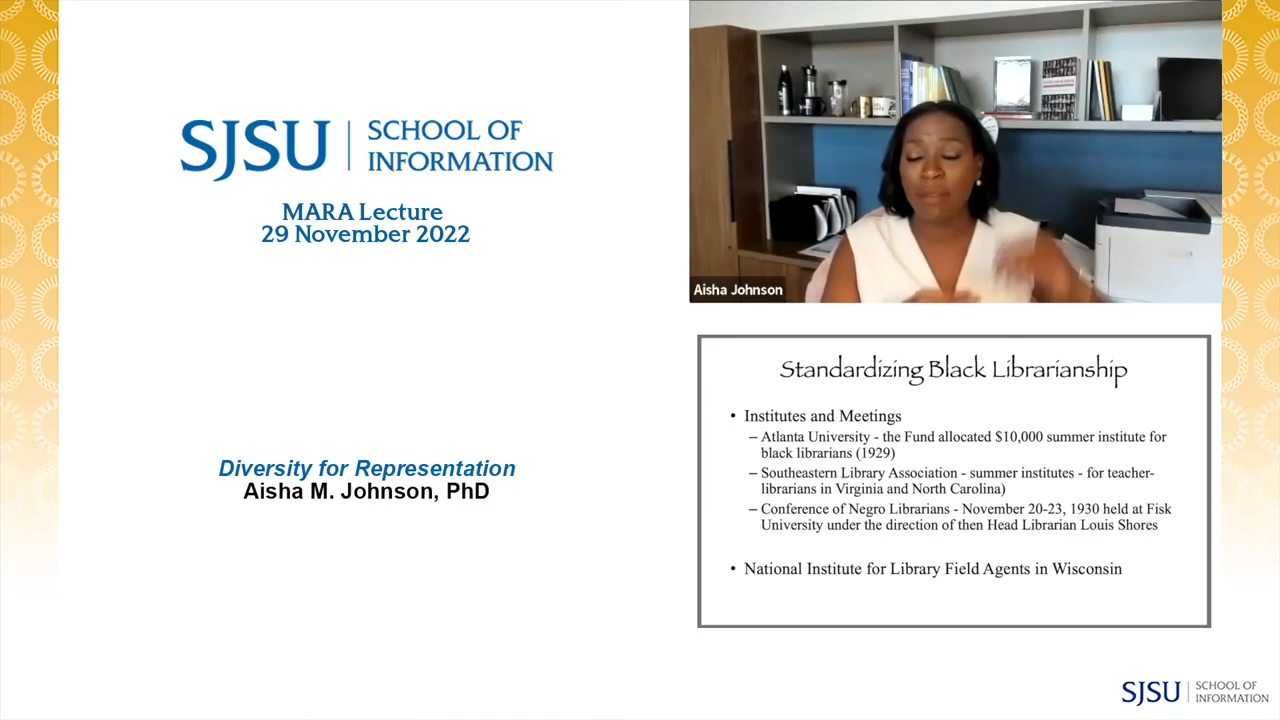 SJSU | SCHOOL OF
INFORMATION
MARA Lecture
29 November 2022
Diversity for Representation
Aisha M. Johnson, PhD
Aisha Johnson
Standardizing Black Librarianship
• Institutes and Meetings
– Atlanta University - the Fund allocated $10,000 summer institute for
black librarians (1929)
– Southeastern Library Association - summer institutes - for teacher-
librarians in Virginia and North Carolina)
– Conference of Negro Librarians - November 20-23, 1930 held at Fisk
University under the direction of then Head Librarian Louis Shores
• National Institute for Library Field Agents in Wisconsin
SJSU | SCHOOL OF
INFORMATION